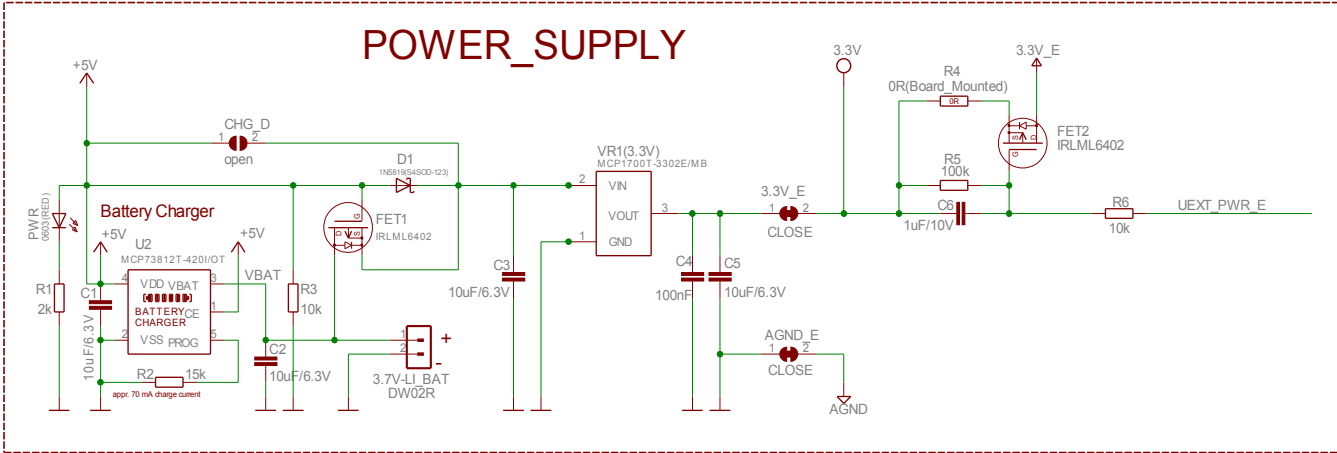 POWER_SUPPLY
+5V
CHG_D
1 2
open
D1
1N5819(S4SOD-123)
PWR
0603(RED)
Battery Charger
+5V
+5V
U2
MCP73812T-420I/OT
4 VDD VBAT 3
BATTERY CE 1
CHARGER
2 VSS PROG 5
VBAT
R1
2k
C1
10uF/6.3V
R2 15k
appr. 70 mA charge current
C2
10uF/6.3V
R3
10k
FET1
IRLML6402
G
D S
1
2
+
-
3.7V-LI_BAT
DW02R
C3
10uF/6.3V
VR1(3.3V)
MCP1700T-3302E/MB
2 VIN
VOUT 3
1 GND
C4
100nF
C5
10uF/6.3V
3.3V_E
1 2
CLOSE
AGND_E
1 2
CLOSE
AGND
3.3V
3.3V_E
R4
0R(Board_Mounted)
0R
S D
G
FET2
IRLML6402
R5
100k
C6
1uF/10V
R6
10k
UEXT_PWR_E